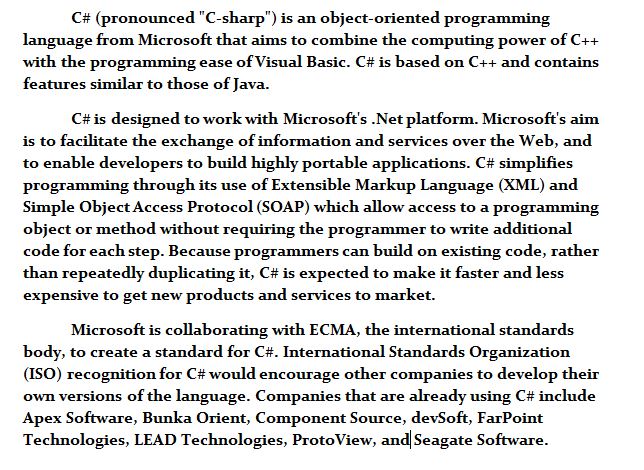 C# (pronounced "C-sharp") is an object-oriented programming
language from Microsoft that aims to combine the computing power of C++
with the programming ease of Visual Basic. C# is based on C++ and contains
features similar to those of Java.
C# is designed to work with Microsoft's .Net platform. Microsoft's aim
is to facilitate the exchange of information and services over the Web, and
to enable developers to build highly portable applications. C# simplifies
programming through its use of Extensible Markup Language (XML) and
Simple Object Access Protocol (SOAP) which allow access to a programming
object or method without requiring the programmer to write additional
code for each step. Because programmers can build on existing code, rather
than repeatedly duplicating it, C# is expected to make it faster and less
expensive to get new products and services to market.
Microsoft is collaborating with ECMA, the international standards
body, to create a standard for C#. International Standards Organization
(ISO) recognition for C# would encourage other companies to develop their
own versions of the language. Companies that are already using C# include
Apex Software, Bunka Orient, Component Source, devSoft, FarPoint
Technologies, LEAD Technologies, ProtoView, and Seagate Software.